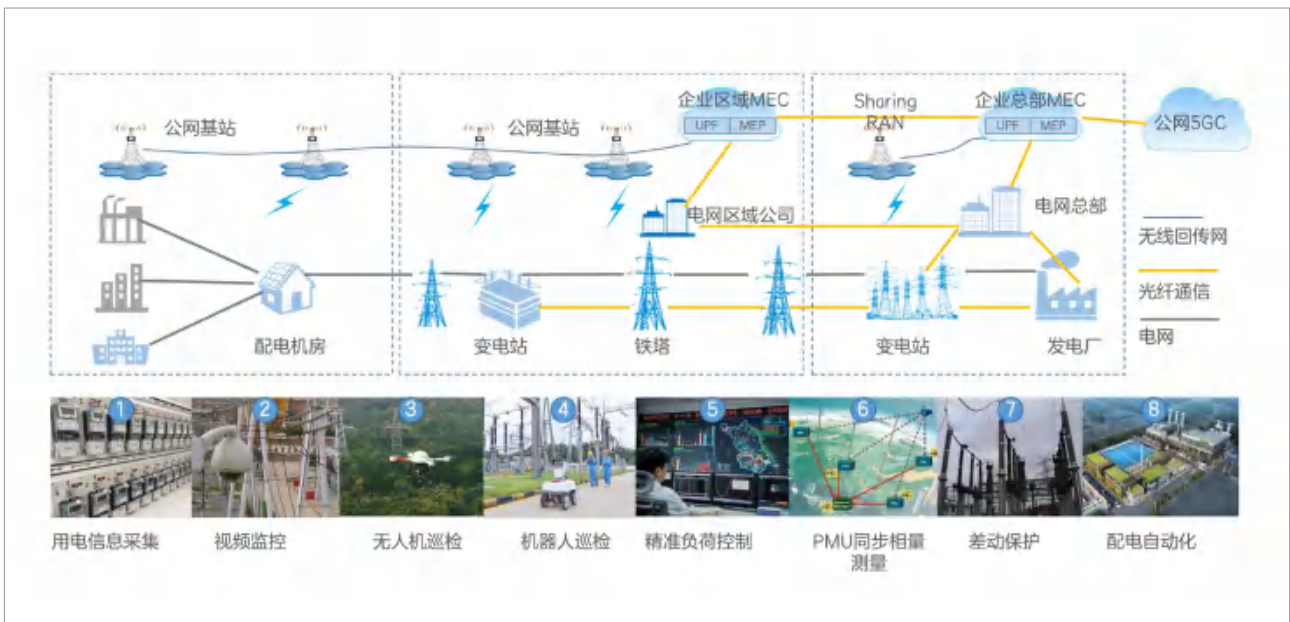 公网基站
公网基站
企业区域MEC
UPF MEP
Sharing
RAN
企业总部MEC
UPF MEP
公网5GC
电网区域公司
电网总部
无线回传网
光纤通信
电网
配电机房
变电站
铁塔
变电站
发电厂
1
2
3
4
5
6
7
8
用电信息采集
视频监控
无人机巡检
机器人巡检
精准负荷控制
PMU同步相量
测量
差动保护
配电自动化